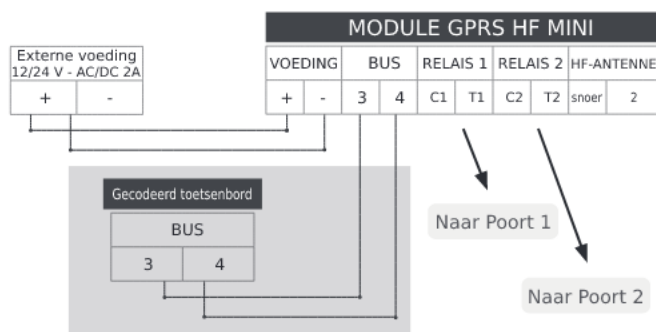 MODULE GPRS HF MINI
Externe voeding
12/24 V - AC/DC 2A
+ -
VOEDING BUS RELAIS 1 RELAIS 2 HF-ANTENNE
+ - 3 4 C1 T1 C2 T2 snoer 2
Gecodeerd toetsenbord
BUS
3 4
Naar Poort 1
Naar Poort 2